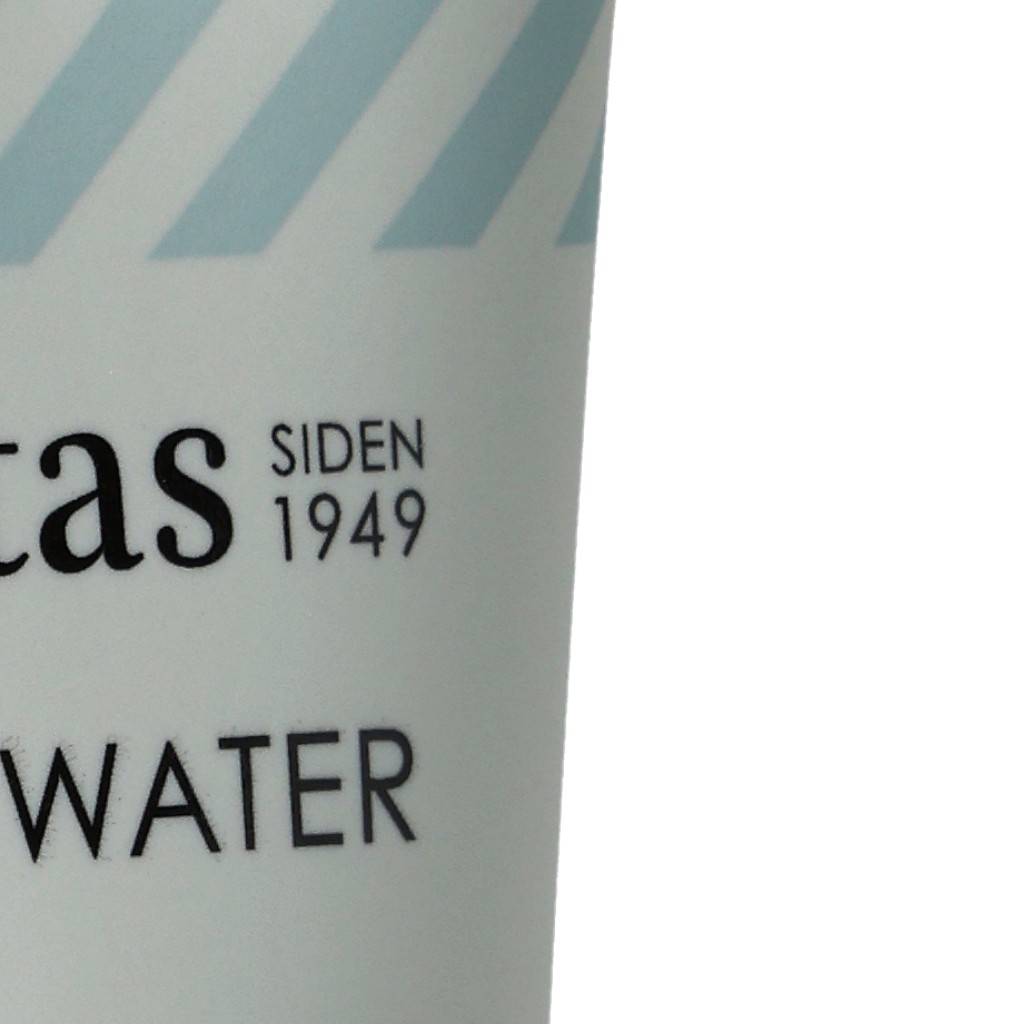 tas
SIDEN
1949
WATER